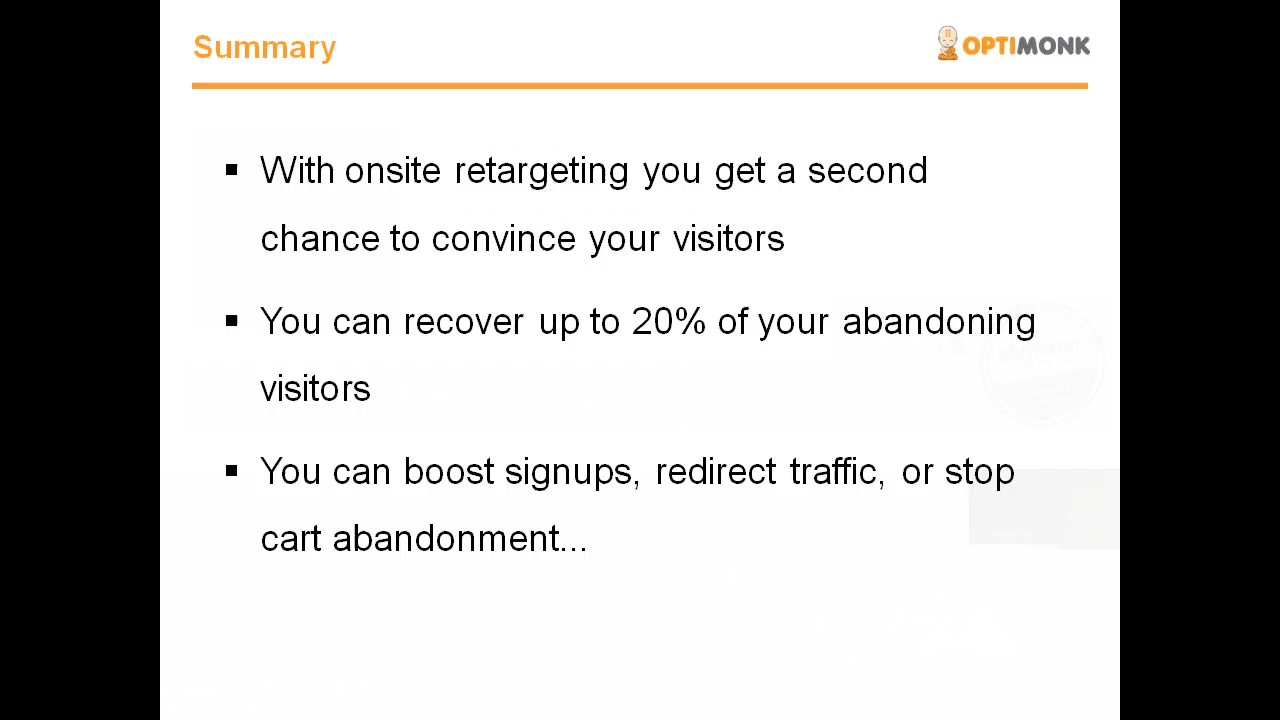 Summary
OPTIMONK
▪ With onsite retargeting you get a second
chance to convince your visitors
▪ You can recover up to 20% of your abandoning
visitors
▪ You can boost signups, redirect traffic, or stop
cart abandonment...